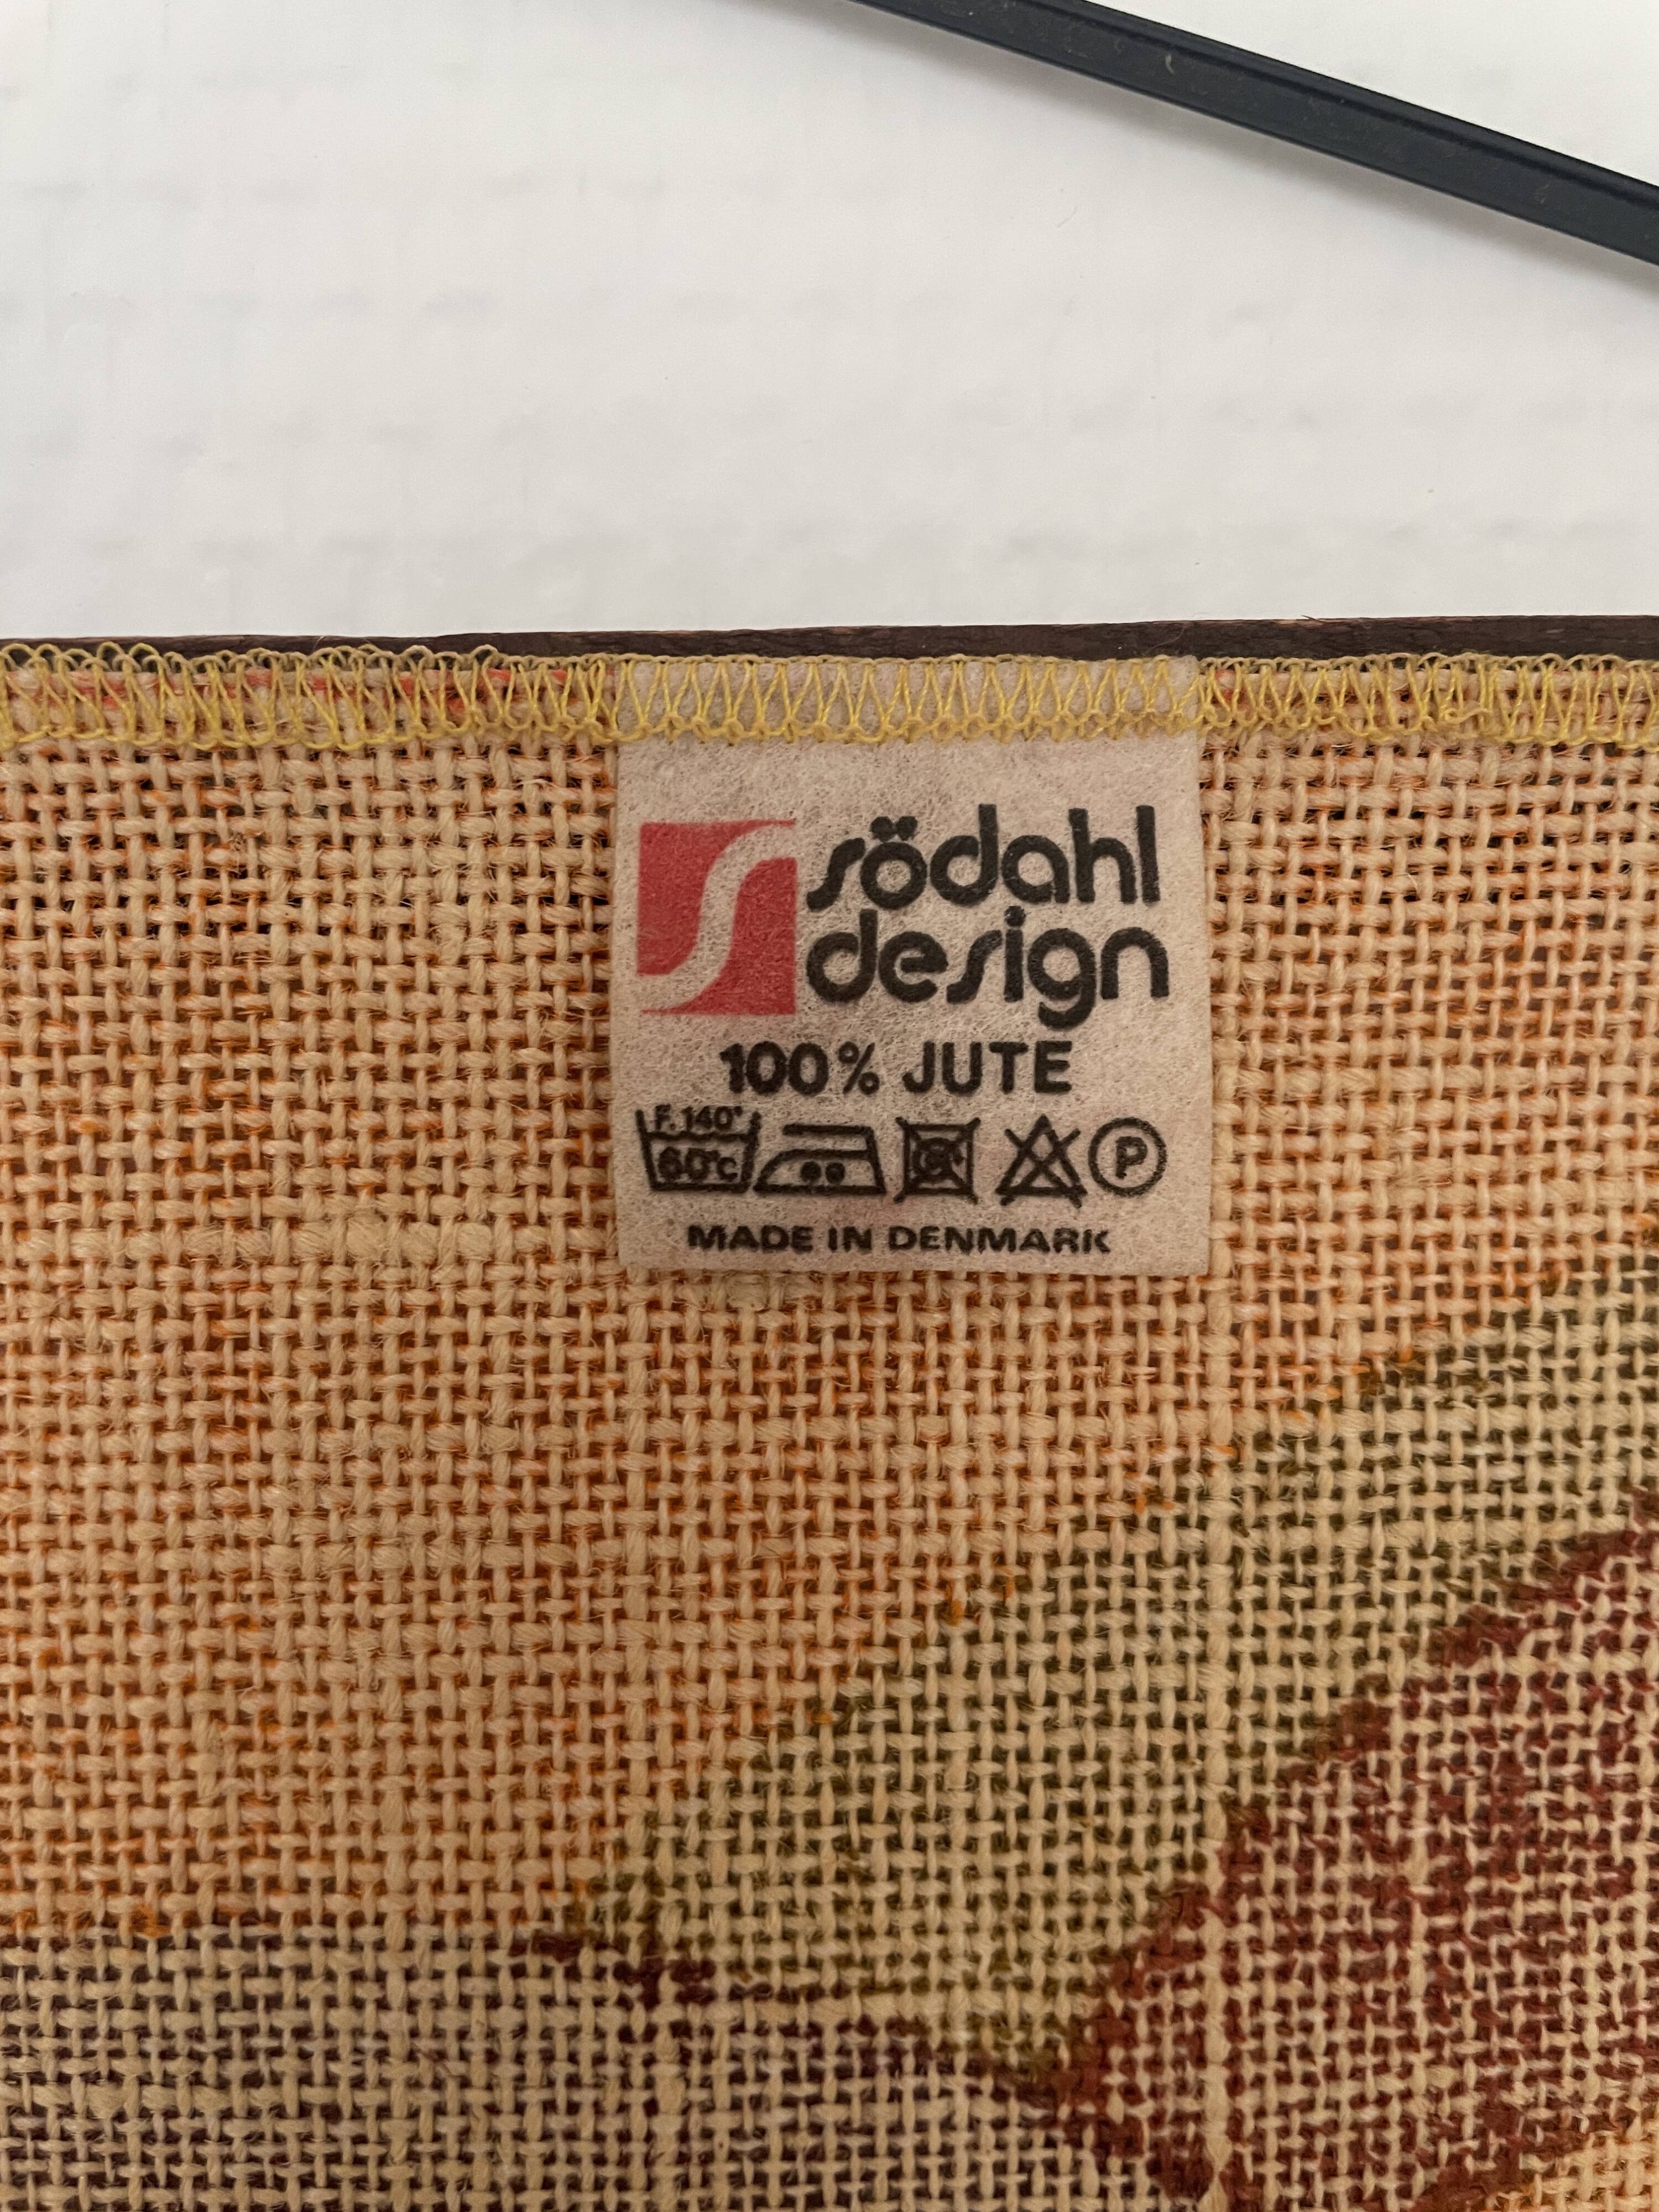 södahl
design
100% JUTE
F. 140°
60°c
P
MADE IN DENMARK